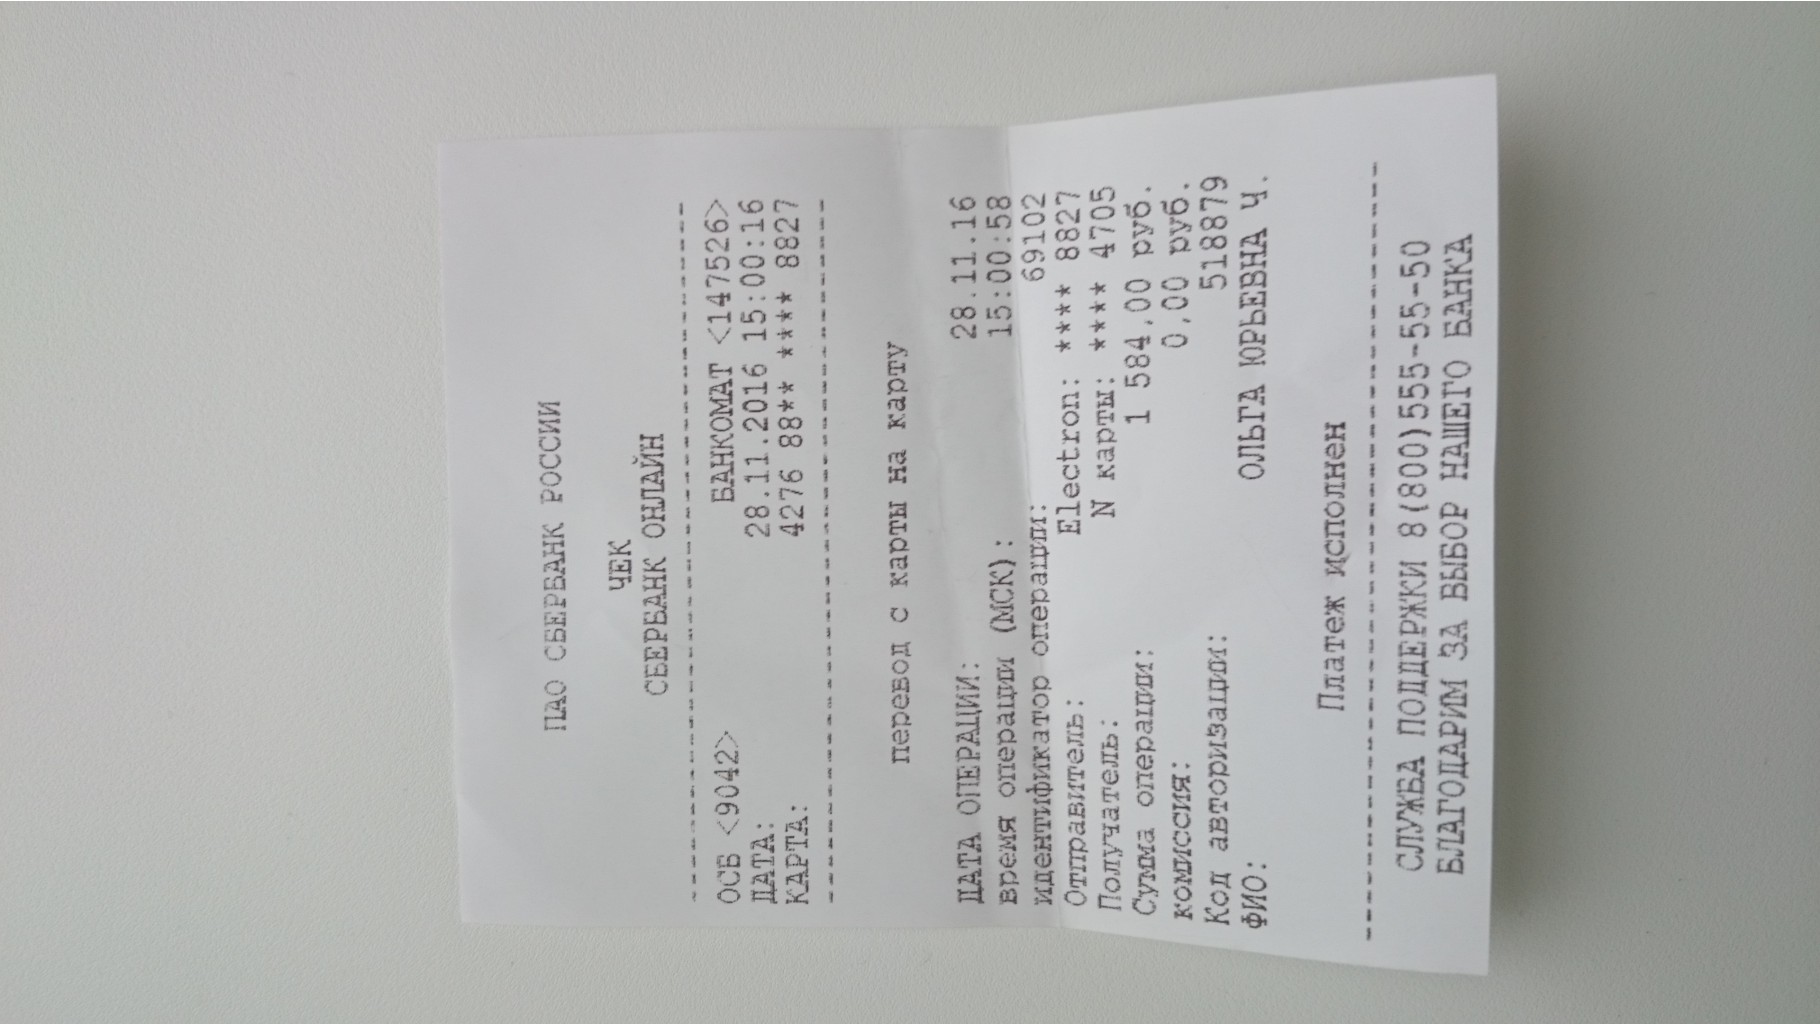 ПАО СБЕРБАНК РОССИИ
ЧЕК
СБЕРБАНК ОНЛАЙН
ОСБ <9042> БАНКОМАТ <147526>
ДАТА: 28.11.2016 15:00:16
КАРТА: 4276 88** **** 8827
перевод с карты на карту
ДАТА ОПЕРАЦИИ: 28.11.16
время операции (МСК): 15:00:58
идентификатор операции: 69102
Отправитель: Electron: **** 8827
Получатель: N карты: **** 4705
Сумма операции: 1 584,00 руб.
комиссия: 0,00 руб.
Код авторизации: 518879
ФИО: ОЛЬГА ЮРЬЕВНА Ч.
Платеж исполнен
СЛУЖБА ПОДДЕРЖКИ 8(800)555-55-50
БЛАГОДАРИМ ЗА ВЫБОР НАШЕГО БАНКА